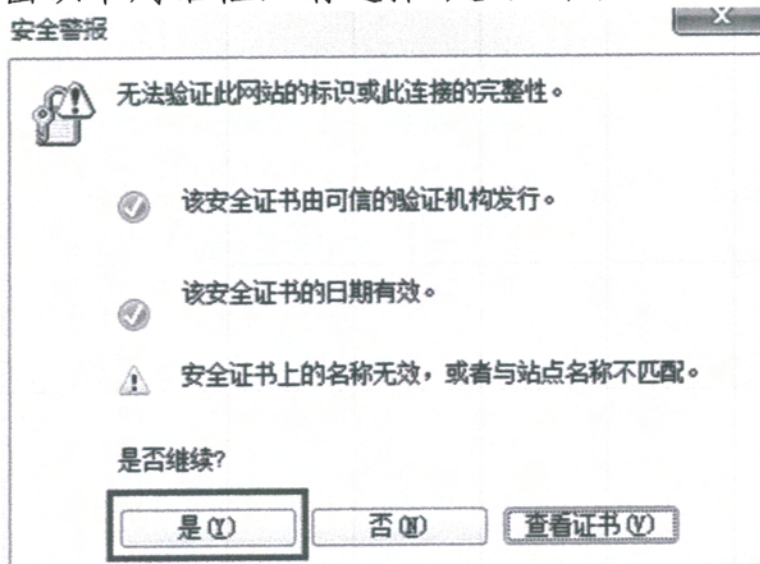 安全警报
无法验证此网站的标识或此连接的完整性。
该安全证书由可信的验证机构发行。
该安全证书的日期有效。
安全证书上的名称无效，或者与站点名称不匹配。
是否继续?
是(Y) 否(N) 查看证书(V)